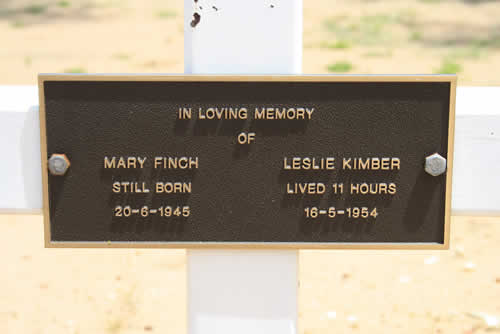 IN LOVING MEMORY
OF
MARY FINCH
STILL BORN
20-6-1945
LESLIE KIMBER
LIVED 11 HOURS
16-5-1954